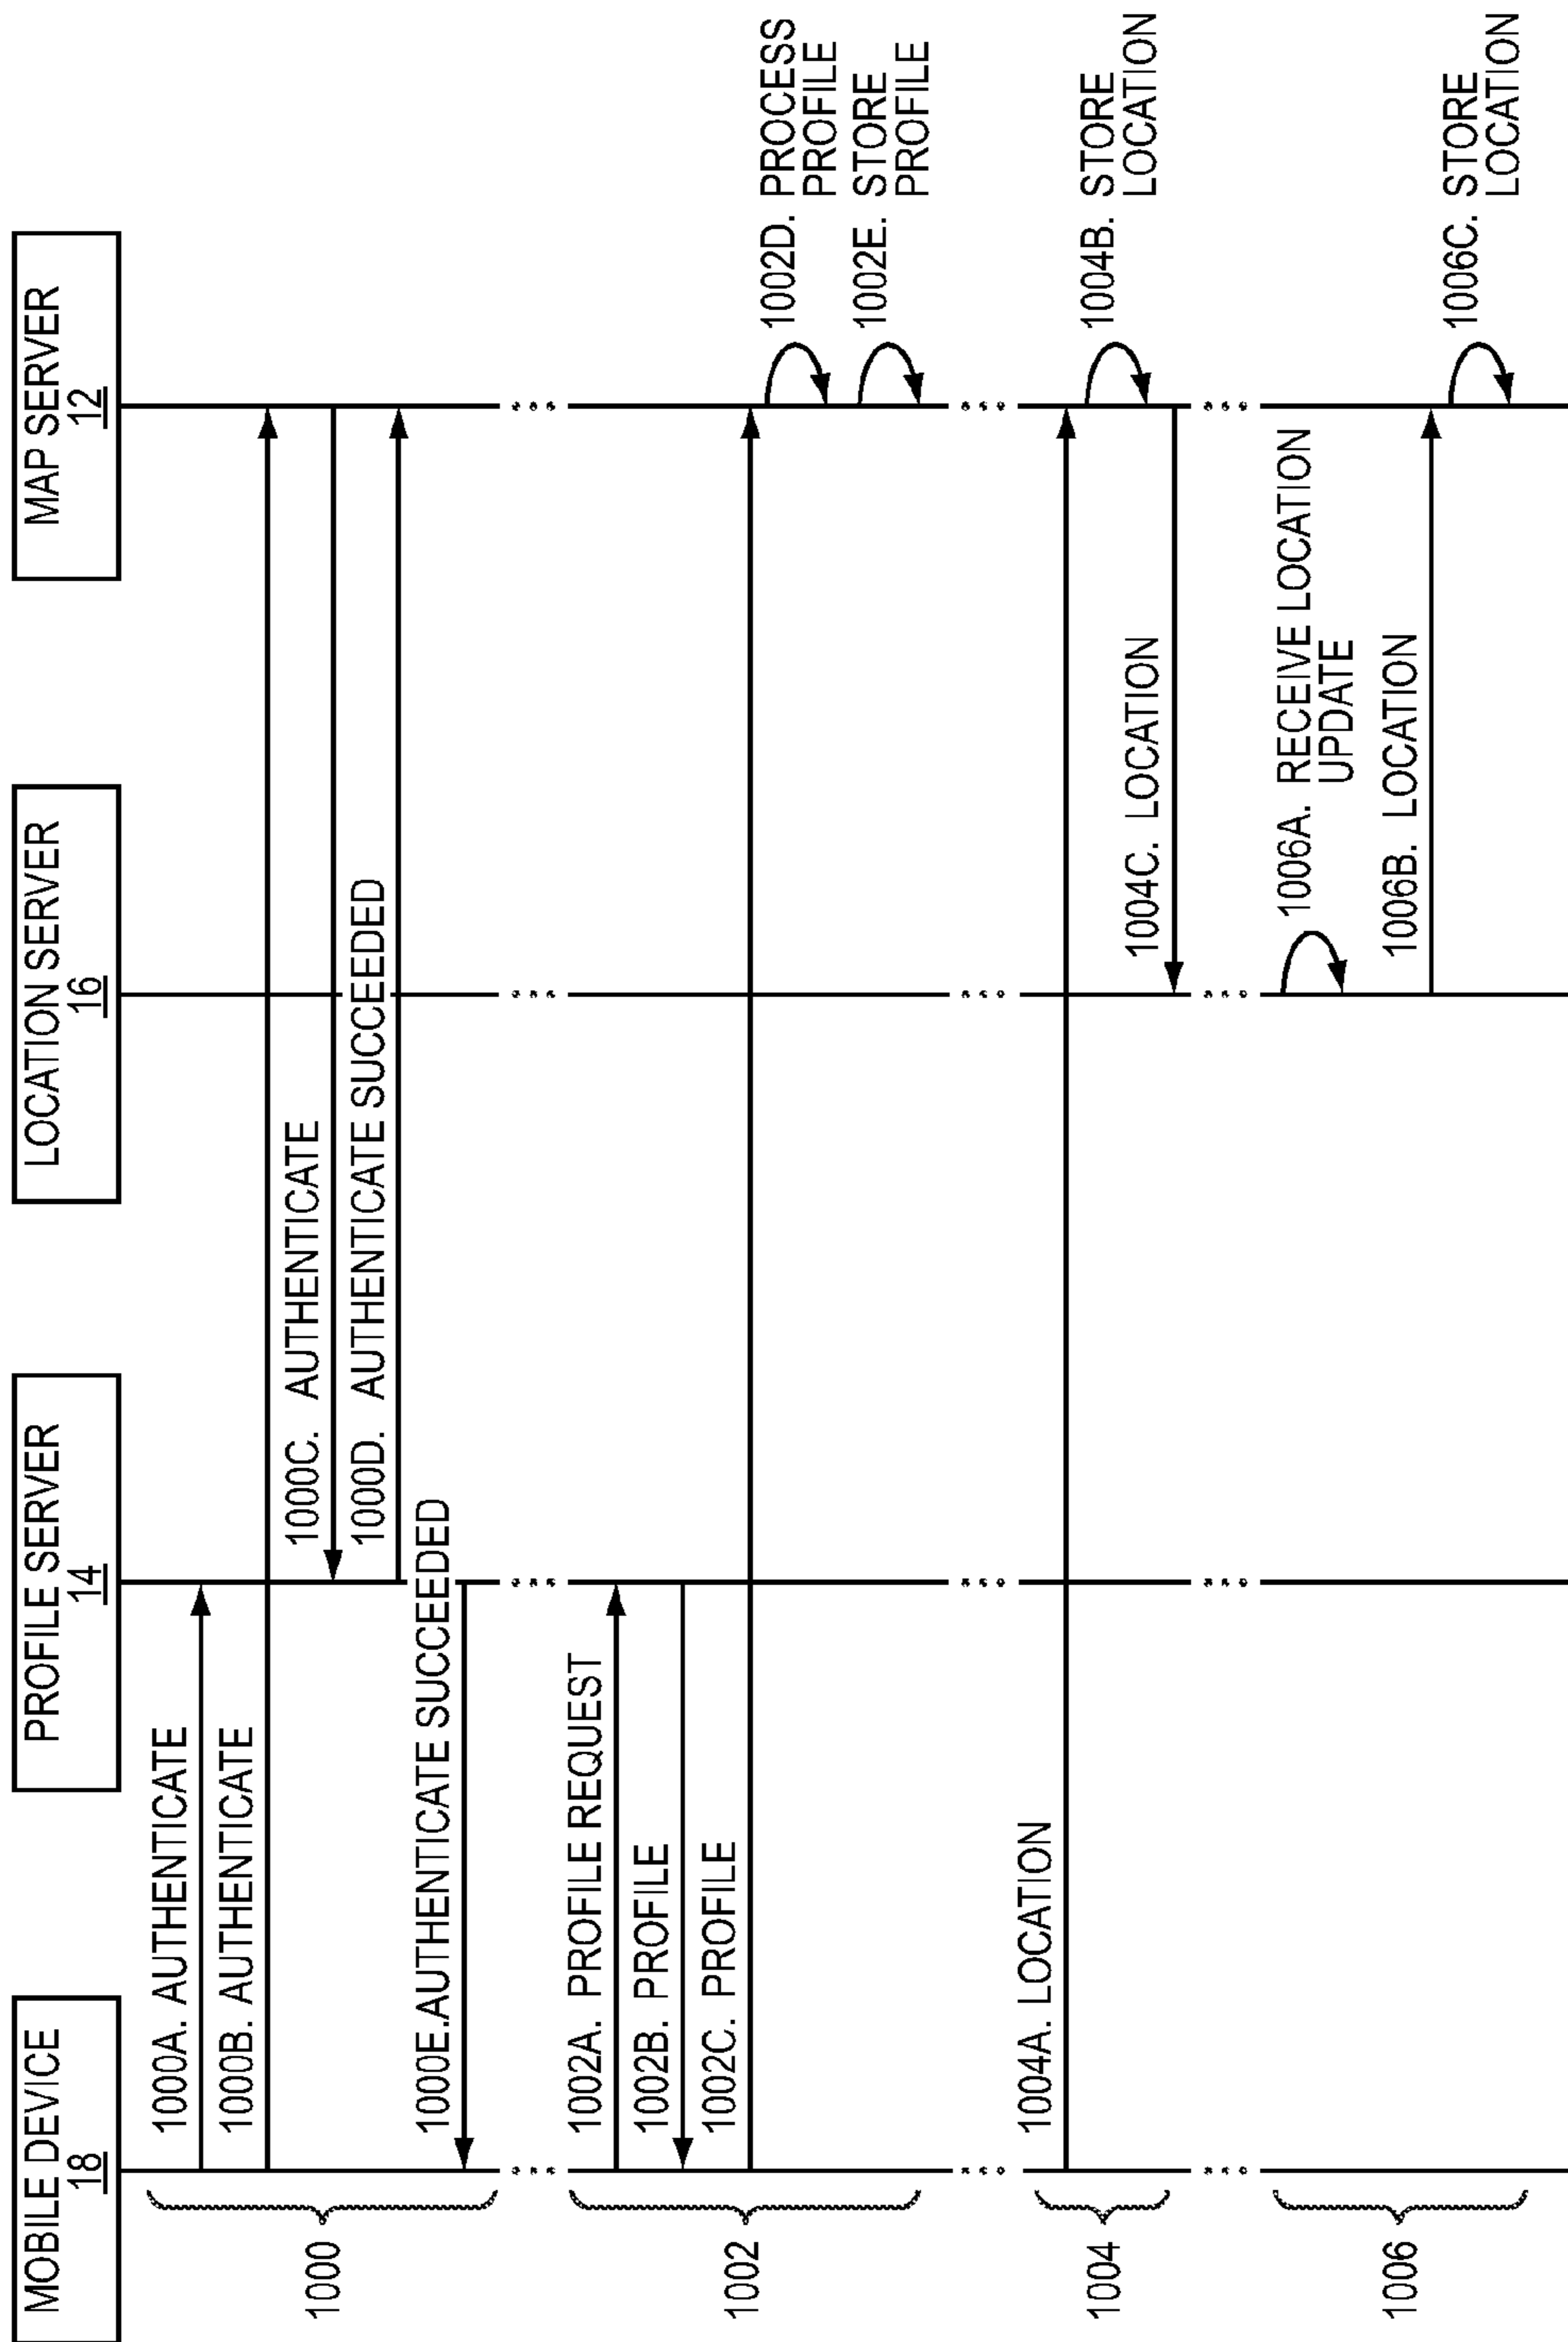 MOBILE DEVICE
18
PROFILE SERVER
14
LOCATION SERVER
16
MAP SERVER
12
1000
1000A. AUTHENTICATE
1000B. AUTHENTICATE
1000C. AUTHENTICATE
1000D. AUTHENTICATE SUCCEEDED
1000E.AUTHENTICATE SUCCEEDED
1002
1002A. PROFILE REQUEST
1002B. PROFILE
1002C. PROFILE
1002D. PROCESS
PROFILE
1002E. STORE
PROFILE
1004
1004A. LOCATION
1004B. STORE
LOCATION
1004C. LOCATION
1006
1006A. RECEIVE LOCATION
UPDATE
1006B. LOCATION
1006C. STORE
LOCATION